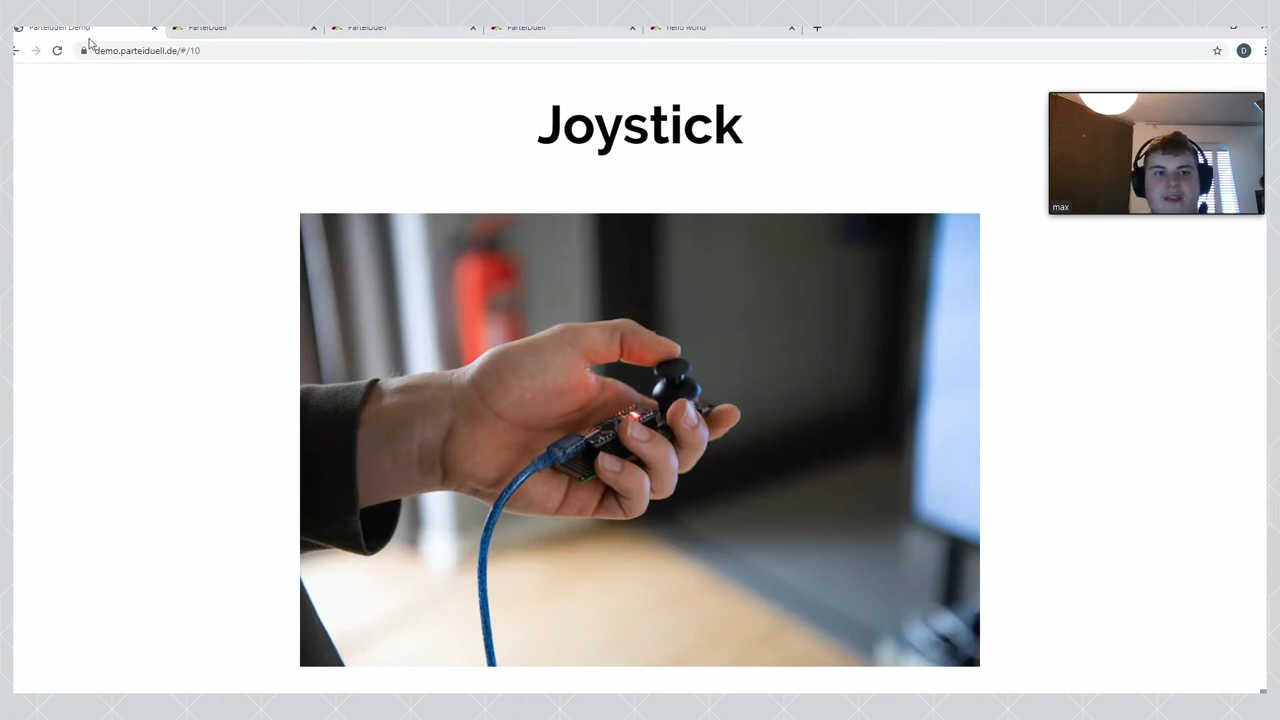 Parteiduell Demo
ParteiDuell
ParteiDuell
ParteiDuell
hello world
demo.parteiduell.de/#/10
D
Joystick
max